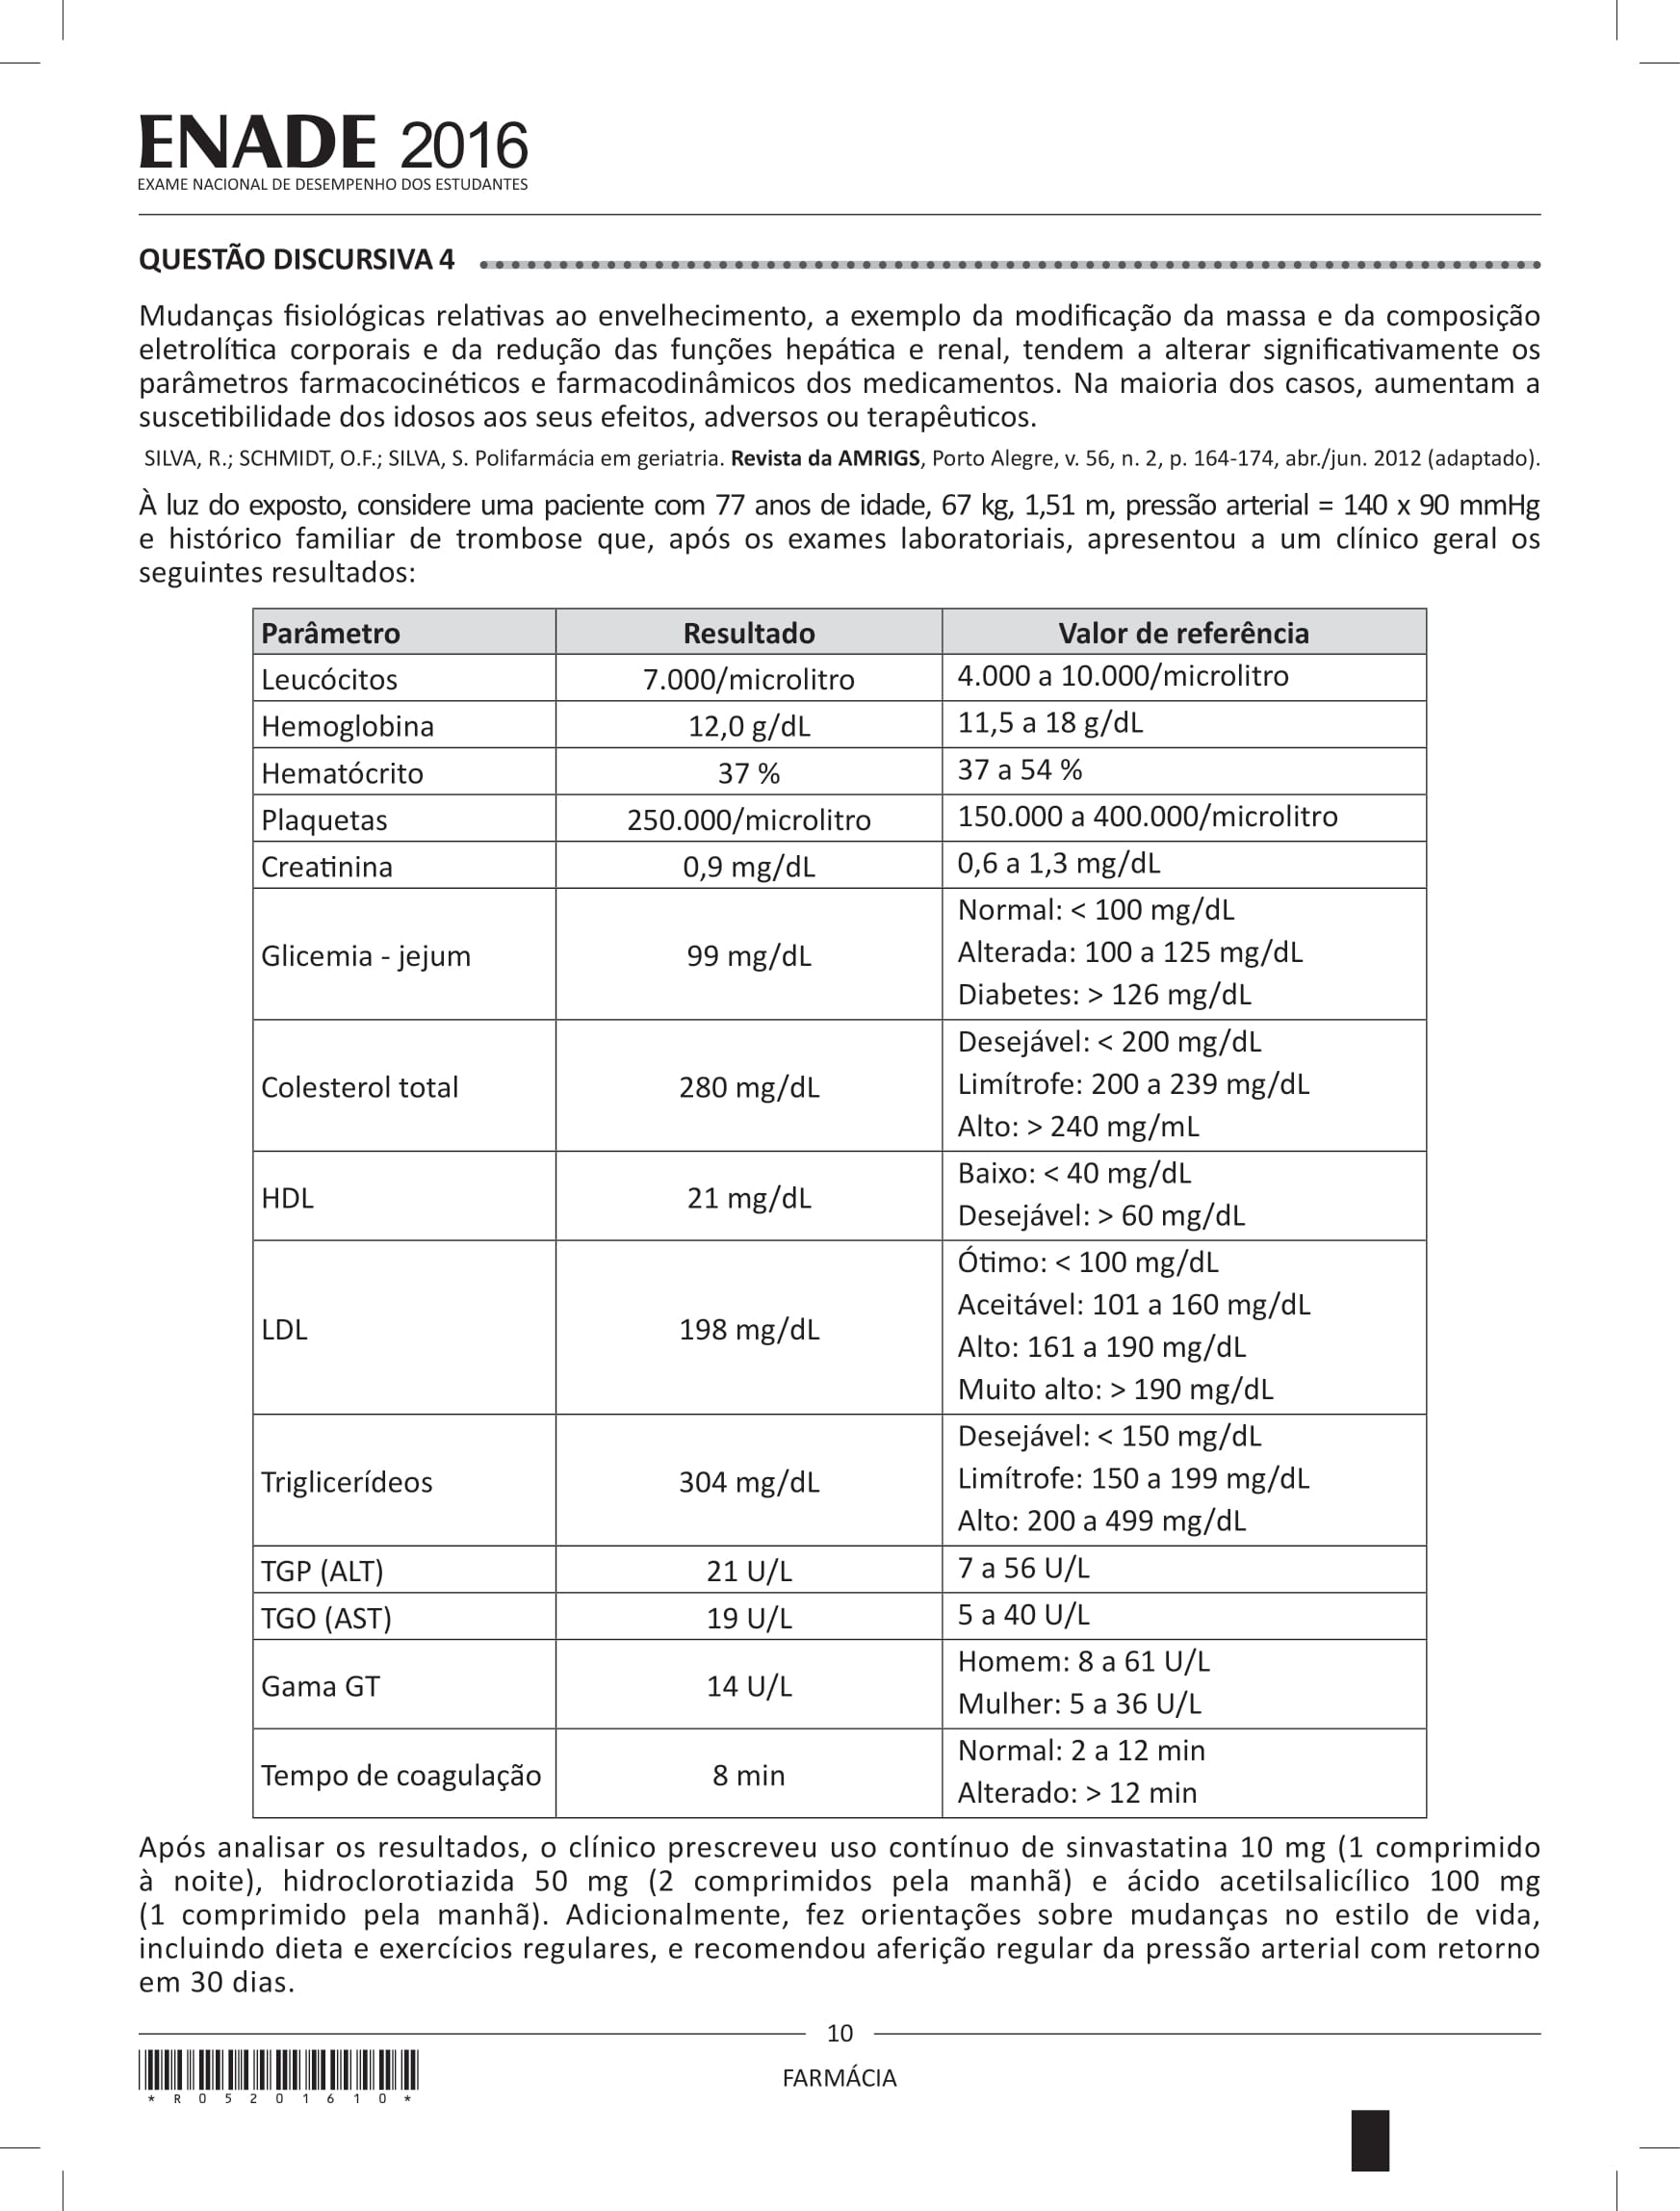 ENADE 2016
EXAME NACIONAL DE DESEMPENHO DOS ESTUDANTES
QUESTÃO DISCURSIVA 4
Mudanças fisiológicas relativas ao envelhecimento, a exemplo da modificação da massa e da composição
eletrolítica corporais e da redução das funções hepática e renal, tendem a alterar significativamente os
parâmetros farmacocinéticos e farmacodinâmicos dos medicamentos. Na maioria dos casos, aumentam a
suscetibilidade dos idosos aos seus efeitos, adversos ou terapêuticos.
SILVA, R.; SCHMIDT, O.F.; SILVA, S. Polifarmácia em geriatria. Revista da AMRIGS, Porto Alegre, v. 56, n. 2, p. 164-174, abr./jun. 2012 (adaptado).
À luz do exposto, considere uma paciente com 77 anos de idade, 67 kg, 1,51 m, pressão arterial = 140 x 90 mmHg
e histórico familiar de trombose que, após os exames laboratoriais, apresentou a um clínico geral os
seguintes resultados:
Parâmetro Resultado Valor de referência
Leucócitos 7.000/microlitro 4.000 a 10.000/microlitro
Hemoglobina 12,0 g/dL 11,5 a 18 g/dL
Hematócrito 37 % 37 a 54 %
Plaquetas 250.000/microlitro 150.000 a 400.000/microlitro
Creatinina 0,9 mg/dL 0,6 a 1,3 mg/dL
Glicemia - jejum 99 mg/dL Normal: < 100 mg/dL
Alterada: 100 a 125 mg/dL
Diabetes: > 126 mg/dL
Colesterol total 280 mg/dL Desejável: < 200 mg/dL
Limítrofe: 200 a 239 mg/dL
Alto: > 240 mg/mL
HDL 21 mg/dL Baixo: < 40 mg/dL
Desejável: > 60 mg/dL
LDL 198 mg/dL Ótimo: < 100 mg/dL
Aceitável: 101 a 160 mg/dL
Alto: 161 a 190 mg/dL
Muito alto: > 190 mg/dL
Triglicerídeos 304 mg/dL Desejável: < 150 mg/dL
Limítrofe: 150 a 199 mg/dL
Alto: 200 a 499 mg/dL
TGP (ALT) 21 U/L 7 a 56 U/L
TGO (AST) 19 U/L 5 a 40 U/L
Gama GT 14 U/L Homem: 8 a 61 U/L
Mulher: 5 a 36 U/L
Tempo de coagulação 8 min Normal: 2 a 12 min
Alterado: > 12 min
Após analisar os resultados, o clínico prescreveu uso contínuo de sinvastatina 10 mg (1 comprimido
à noite), hidroclorotiazida 50 mg (2 comprimidos pela manhã) e ácido acetilsalicílico 100 mg
(1 comprimido pela manhã). Adicionalmente, fez orientações sobre mudanças no estilo de vida,
incluindo dieta e exercícios regulares, e recomendou aferição regular da pressão arterial com retorno
em 30 dias.
10
FARMÁCIA
* R 0 5 2 0 1 6 1 0 *